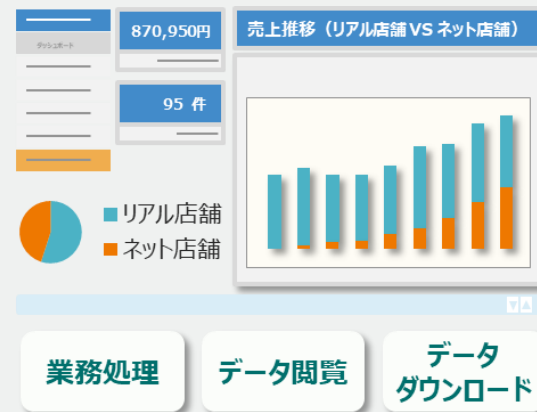 870,950円
売上推移（リアル店舗VSネット店舗）
ダッシュボード
95 件
リアル店舗
ネット店舗
業務処理
データ閲覧
データ
ダウンロード